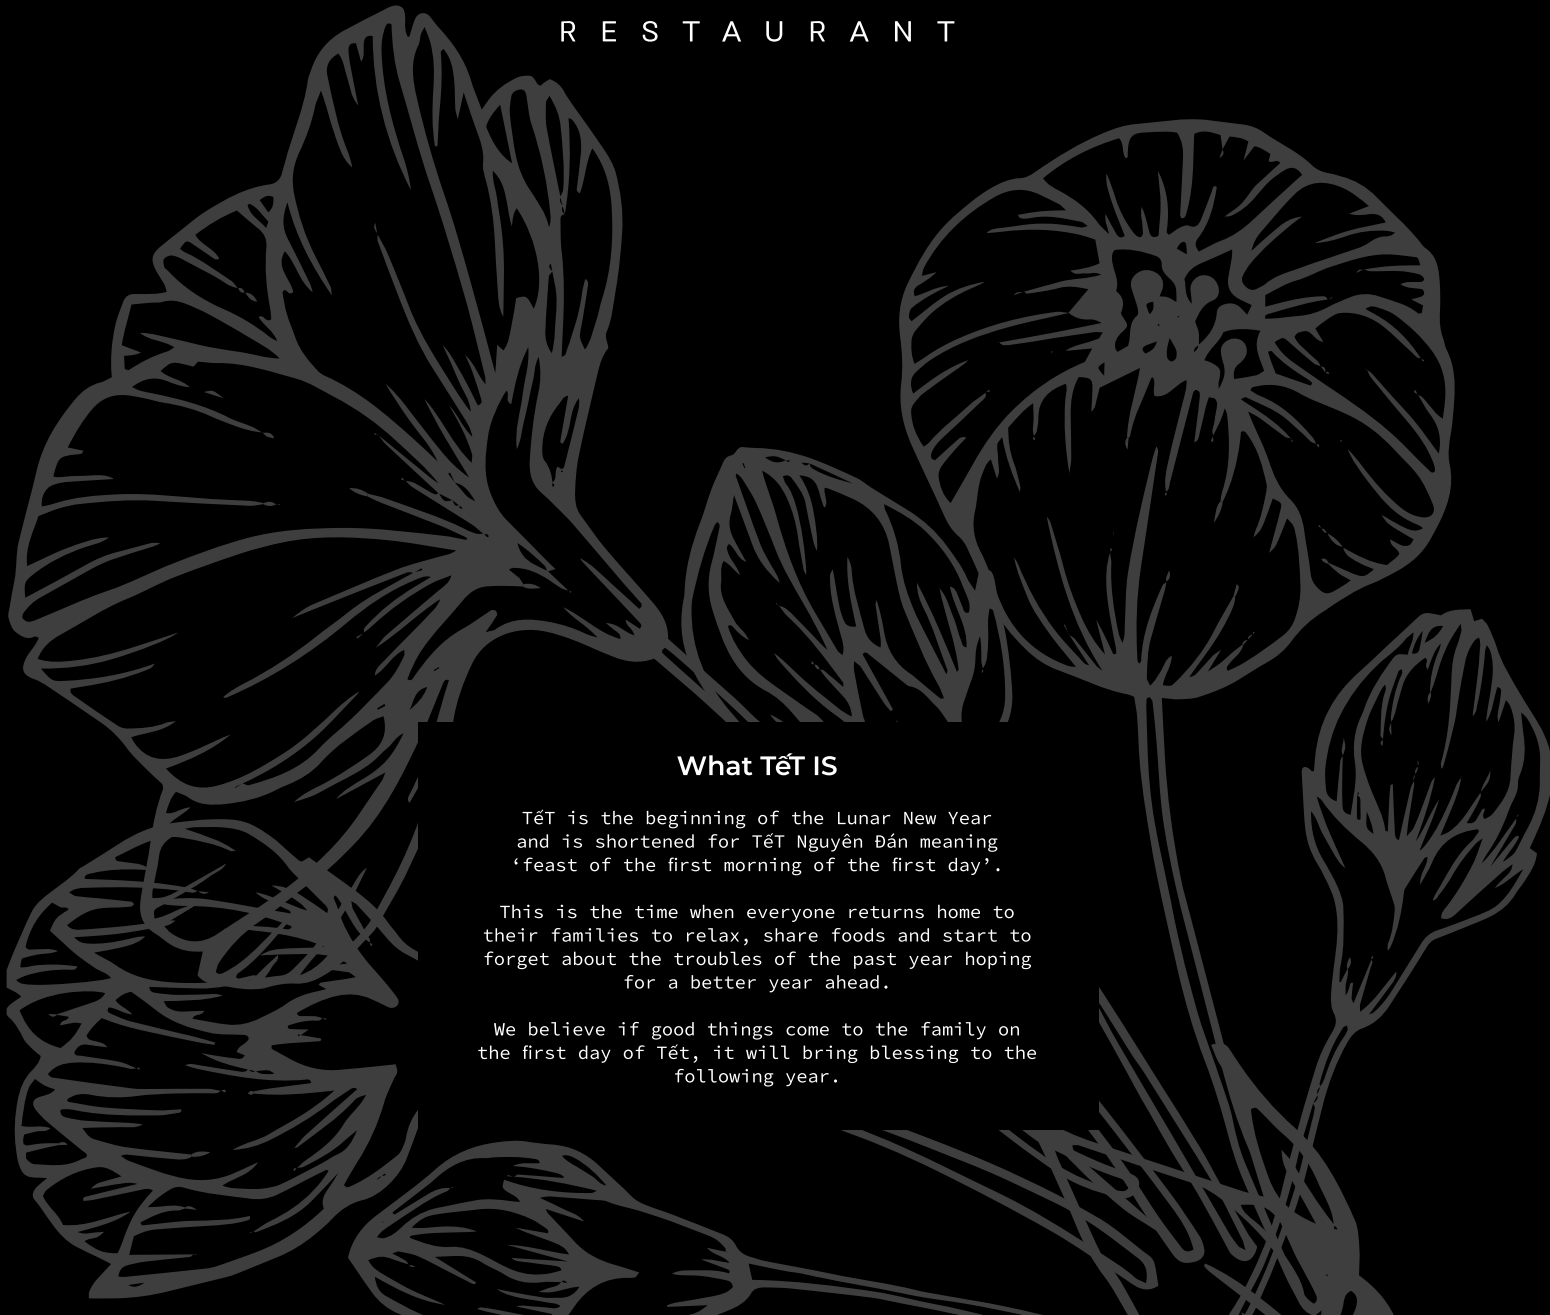 RESTAURANT
What TếT IS
TếT is the beginning of the Lunar New Year
and is shortened for TếT Nguyên Đán meaning
‘feast of the first morning of the first day’.
This is the time when everyone returns home to
their families to relax, share foods and start to
forget about the troubles of the past year hoping
for a better year ahead.
We believe if good things come to the family on
the first day of Tết, it will bring blessing to the
following year.